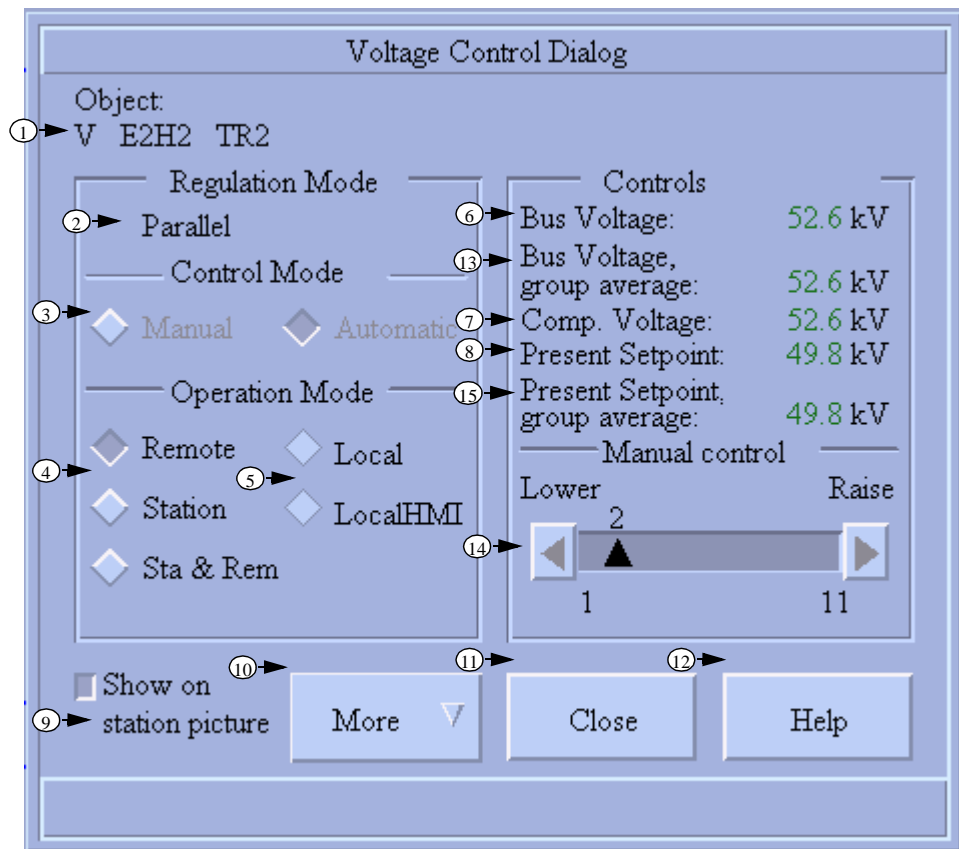 Voltage Control Dialog
Object:
1 V E2H2 TR2
Regulation Mode
2 Parallel
Control Mode
3 Manual Automatic
Operation Mode
4 Remote
5 Local
Station
LocalHMI
Sta & Rem
Controls
6 Bus Voltage: 52.6 kV
13 Bus Voltage,
group average: 52.6 kV
7 Comp. Voltage: 52.6 kV
8 Present Setpoint: 49.8 kV
15 Present Setpoint,
group average: 49.8 kV
Manual control
Lower Raise
2
14
1 11
Show on
9 station picture
10 More
11 Close
12 Help